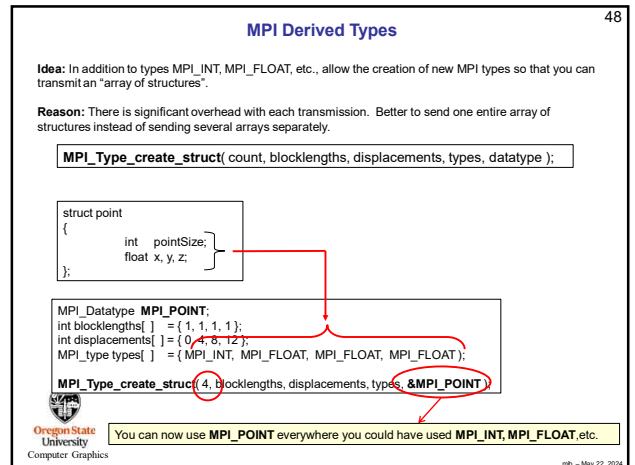 48
MPI Derived Types
Idea: In addition to types MPI_INT, MPI_FLOAT, etc., allow the creation of new MPI types so that you can
transmit an “array of structures”.
Reason: There is significant overhead with each transmission. Better to send one entire array of
structures instead of sending several arrays separately.
MPI_Type_create_struct( count, blocklengths, displacements, types, datatype );
struct point
{
int pointSize;
float x, y, z;
};
MPI_Datatype MPI_POINT;
int blocklengths[ ] = { 1, 1, 1, 1 };
int displacements[ ] = { 0, 4, 8, 12 };
MPI_type types[ ] = { MPI_INT, MPI_FLOAT, MPI_FLOAT, MPI_FLOAT );
MPI_Type_create_struct( 4, blocklengths, displacements, types, &MPI_POINT );
Oregon State
University
Computer Graphics
You can now use MPI_POINT everywhere you could have used MPI_INT, MPI_FLOAT,etc.
mjb – May 22, 2024